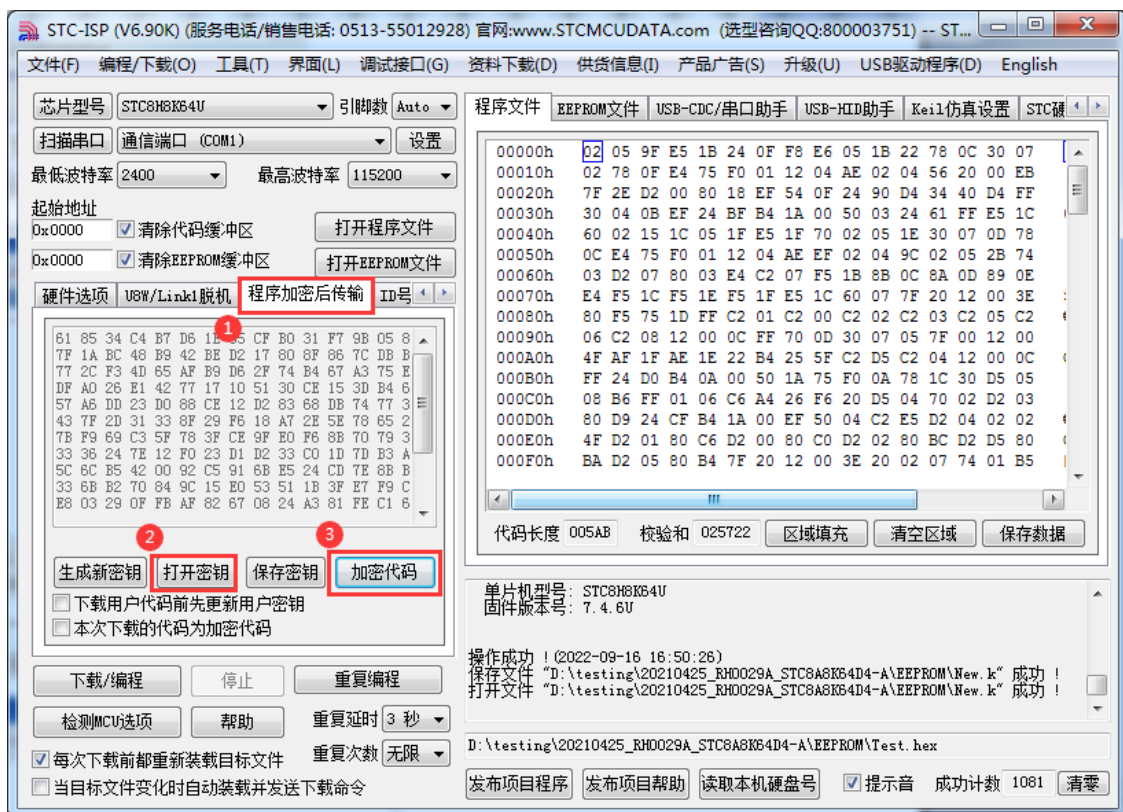 STC-ISP (V6.90K) (服务电话/销售电话: 0513-55012928) 官网:www.STCMCUDATA.com (选型咨询QQ:800003751) -- ST...
文件(F) 编程/下载(O) 工具(T) 界面(L) 调试接口(G) 资料下载(D) 供货信息(I) 产品广告(S) 升级(U) USB驱动程序(D) English
芯片型号 STC8H8K64U 引脚数 Auto
扫描串口 通信端口 (COM1) 设置
最低波特率 2400 最高波特率 115200
起始地址
0x0000 清除代码缓冲区 打开程序文件
0x0000 清除EEPROM缓冲区 打开EEPROM文件
硬件选项 U8W/Link1脱机 程序加密后传输 ID号
1
61 85 34 C4 B7 D6 CF B0 31 F7 9B 05 8
7F 1A BC 48 B9 42 BE D2 17 80 8F 86 7C DB B
77 2C F3 4D 65 AF B9 D6 2F 74 B4 67 A3 75 E
DF A0 26 E1 42 77 17 10 51 30 CE 15 3D B4 6
57 A6 DD 23 D0 88 CE 12 D2 83 68 DB 74 77 3
43 7F 2D 31 33 8F 29 F6 18 A7 2E 5E 78 65 2
7B F9 69 C3 5F 78 3F CE 9F E0 F6 8B 70 79 3
33 36 24 7E 12 F0 23 D1 D2 33 C0 1D 7D B3 A
5C 6C B5 42 00 92 C5 91 6B E5 24 CD 7E 8B B
33 6B B2 70 84 9C 15 E0 53 51 1B 3F E7 F9 C
E8 03 29 0F FB AF 82 67 08 24 A3 81 FE C1 6
2 3
生成新密钥 打开密钥 保存密钥 加密代码
下载用户代码前先更新用户密钥
本次下载的代码为加密代码
下载/编程 停止 重复编程
检测MCU选项 帮助 重复延时 3 秒
每次下载前都重新装载目标文件 重复次数 无限
当目标文件变化时自动装载并发送下载命令
程序文件 EEPROM文件 USB-CDC/串口助手 USB-HID助手 Keil仿真设置 STC硬
00000h 02 05 9F E5 1B 24 0F F8 E6 05 1B 22 78 0C 30 07
00010h 02 78 0F E4 75 F0 01 12 04 AE 02 04 56 20 00 EB
00020h 7F 2E D2 00 80 18 EF 54 0F 24 90 D4 34 40 D4 FF
00030h 30 04 0B EF 24 BF B4 1A 00 50 03 24 61 FF E5 1C
00040h 60 02 15 1C 05 1F E5 1F 70 02 05 1E 30 07 0D 78
00050h 0C E4 75 F0 01 12 04 AE EF 02 04 9C 02 05 2B 74
00060h 03 D2 07 80 03 E4 C2 07 F5 1B 8B 0C 8A 0D 89 0E
00070h E4 F5 1C F5 1E F5 1F E5 1C 60 07 7F 20 12 00 3E
00080h 80 F5 75 1D FF C2 01 C2 00 C2 02 C2 03 C2 05 C2
00090h 06 C2 08 12 00 0C FF 70 0D 30 07 05 7F 00 12 00
000A0h 4F AF 1F AE 1E 22 B4 25 5F C2 D5 C2 04 12 00 0C
000B0h FF 24 D0 B4 0A 00 50 1A 75 F0 0A 78 1C 30 D5 05
000C0h 08 B6 FF 01 06 C6 A4 26 F6 20 D5 04 70 02 D2 03
000D0h 80 D9 24 CF B4 1A 00 EF 50 04 C2 E5 D2 04 02 02
000E0h 4F D2 01 80 C6 D2 00 80 C0 D2 02 80 BC D2 D5 80
000F0h BA D2 05 80 B4 7F 20 12 00 3E 20 02 07 74 01 B5
代码长度 005AB 校验和 025722 区域填充 清空区域 保存数据
单片机型号: STC8H8K64U
固件版本号: 7.4.6U
操作成功 !(2022-09-16 16:50:26)
保存文件 "D:\testing\20210425_RH0029A_STC8A8K64D4-A\EEPROM\New.k" 成功 !
打开文件 "D:\testing\20210425_RH0029A_STC8A8K64D4-A\EEPROM\New.k" 成功 !
D:\testing\20210425_RH0029A_STC8A8K64D4-A\EEPROM\Test.hex
发布项目程序 发布项目帮助 读取本机硬盘号 提示音 成功计数 1081 清零